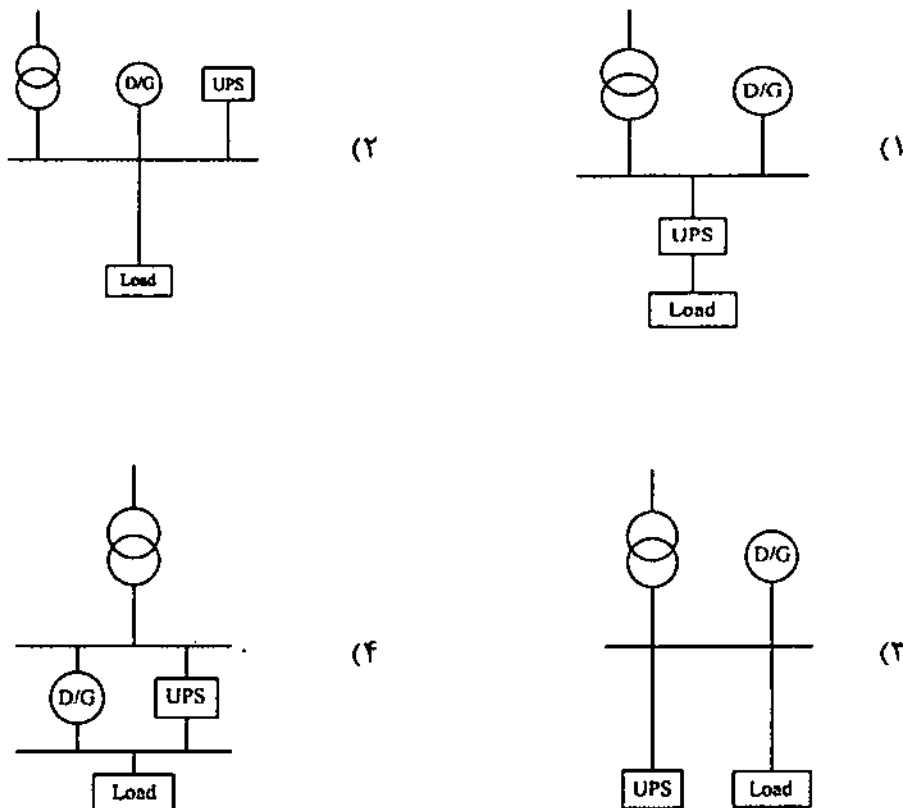 ۱)
D/G
UPS
Load
۲)
D/G
UPS
Load
۳)
D/G
UPS
Load
۴)
D/G
UPS
Load